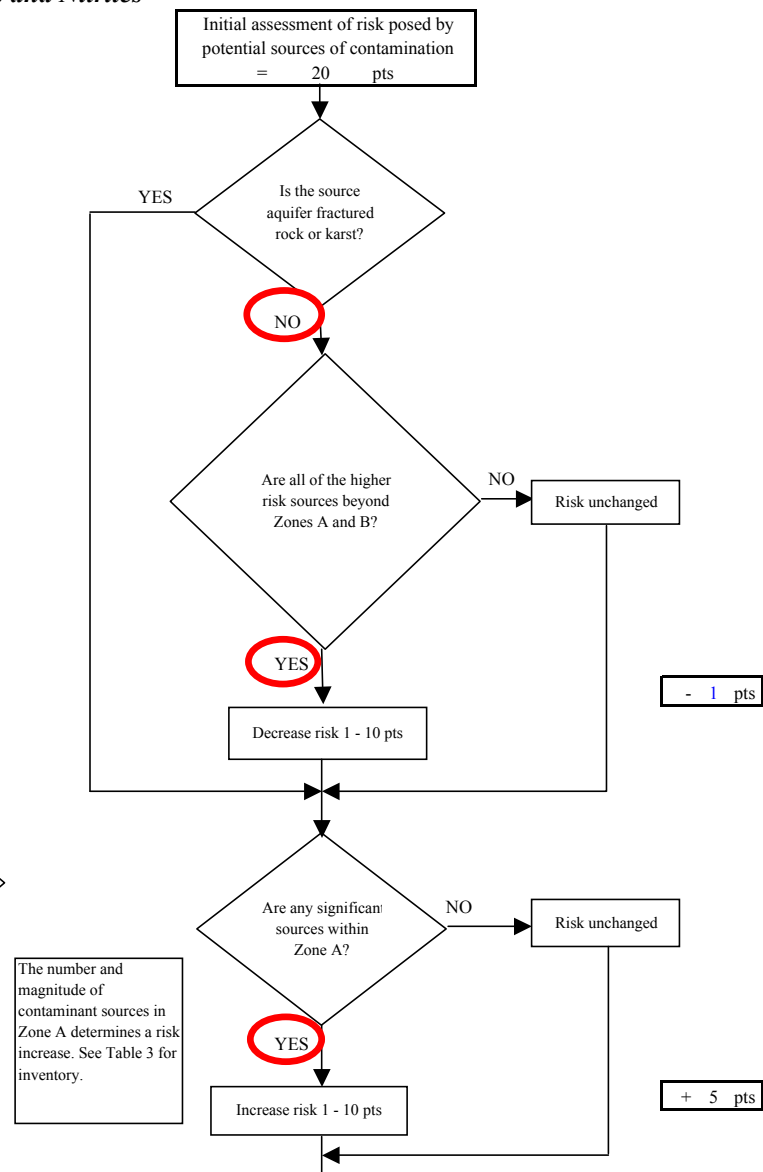 and Nitrites
Initial assessment of risk posed by
potential sources of contamination
= 20 pts
YES
Is the source
aquifer fractured
rock or karst?
NO
Are all of the higher
risk sources beyond
Zones A and B?
NO
Risk unchanged
YES
- 1 pts
Decrease risk 1 - 10 pts
Are any significant
sources within
Zone A?
NO
Risk unchanged
The number and
magnitude of
contaminant sources in
Zone A determines a risk
increase. See Table 3 for
inventory.
YES
+ 5 pts
Increase risk 1 - 10 pts